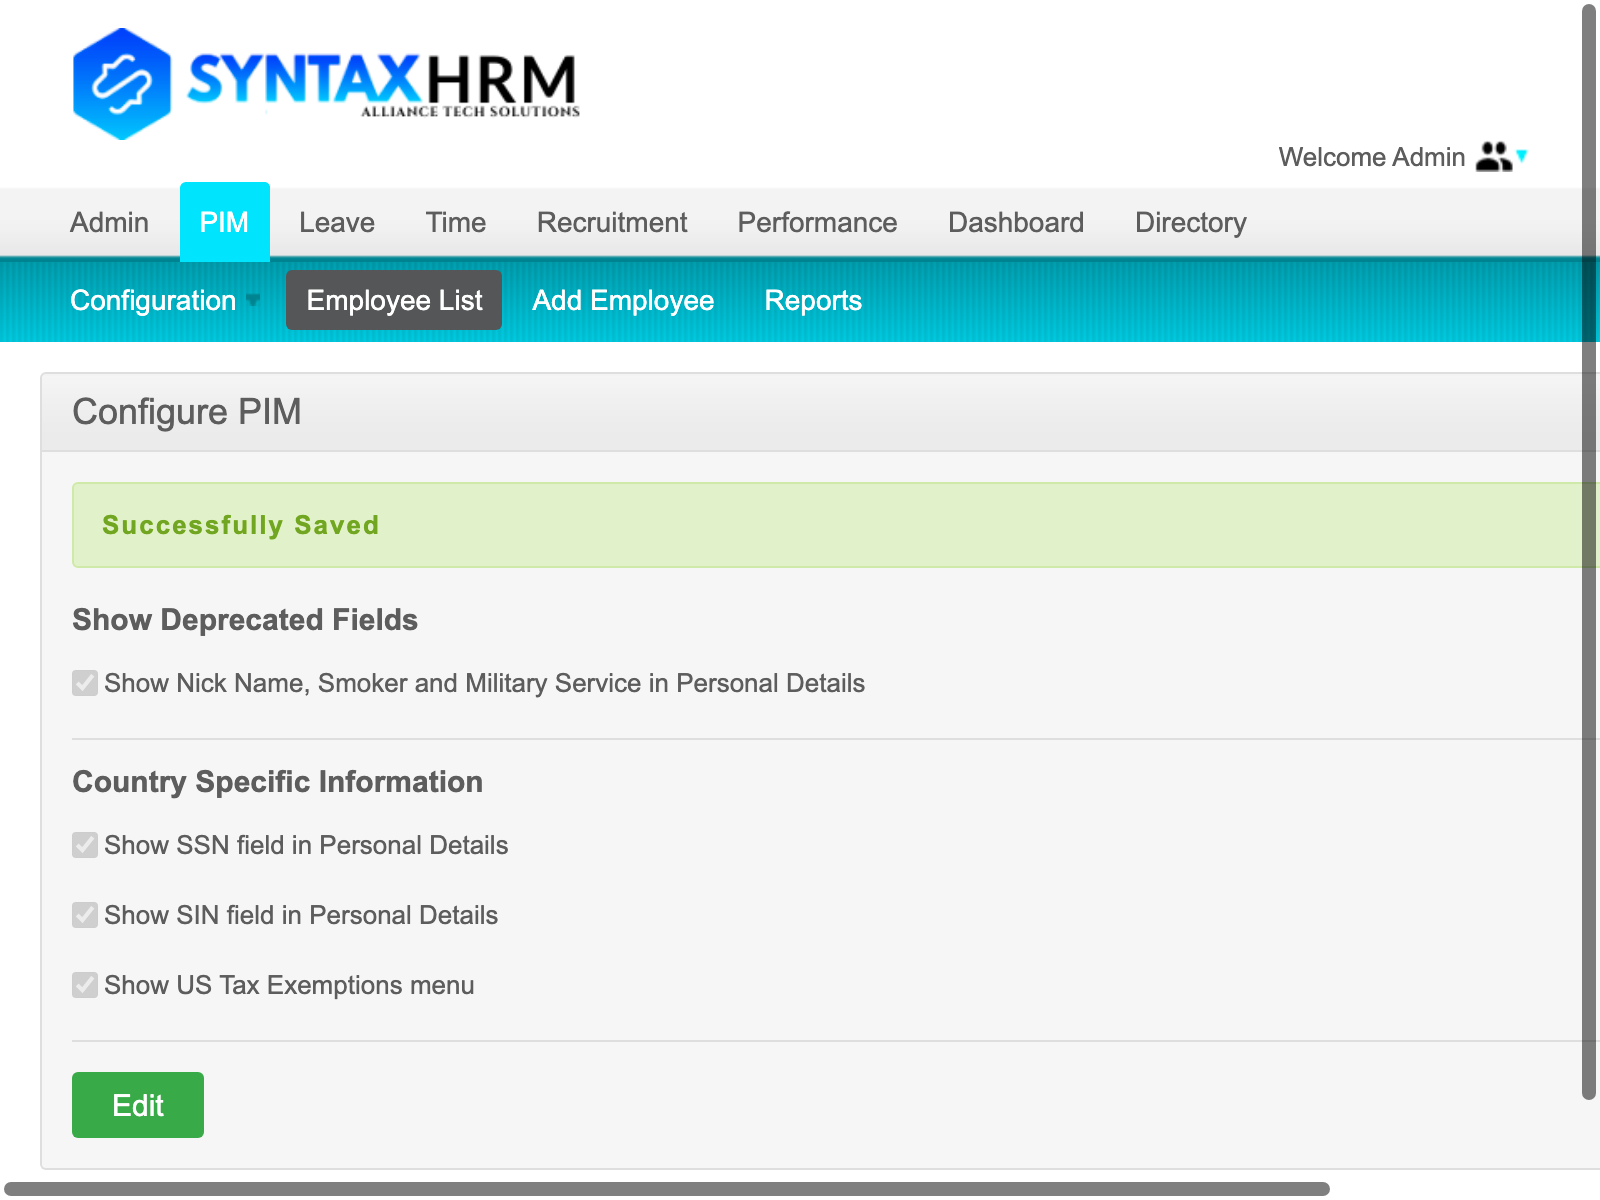 SYNTAXHRM
ALLIANCE TECH SOLUTIONS
Welcome Admin
Admin PIM Leave Time Recruitment Performance Dashboard Directory
Configuration Employee List Add Employee Reports
Configure PIM
Successfully Saved
Show Deprecated Fields
Show Nick Name, Smoker and Military Service in Personal Details
Country Specific Information
Show SSN field in Personal Details
Show SIN field in Personal Details
Show US Tax Exemptions menu
Edit